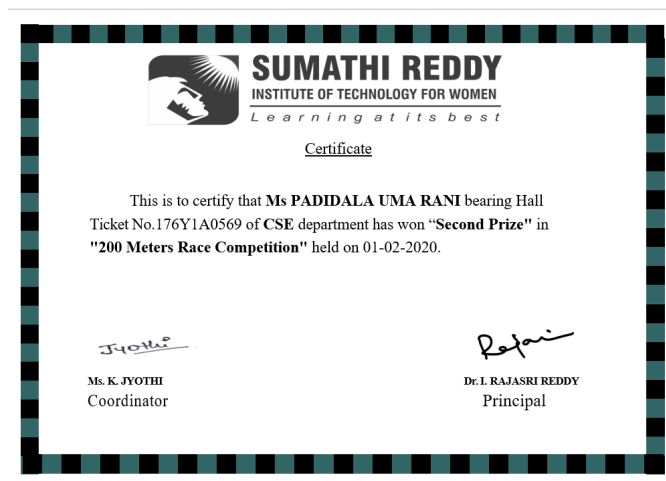 SUMATHI REDDY
INSTITUTE OF TECHNOLOGY FOR WOMEN
Learning at its best
Certificate
This is to certify that Ms PADIDALA UMA RANI bearing Hall
Ticket No.176Y1A0569 of CSE department has won “Second Prize" in
"200 Meters Race Competition" held on 01-02-2020.
Jyothi
Rajasri
Ms. K. JYOTHI
Dr. I. RAJASRI REDDY
Coordinator
Principal